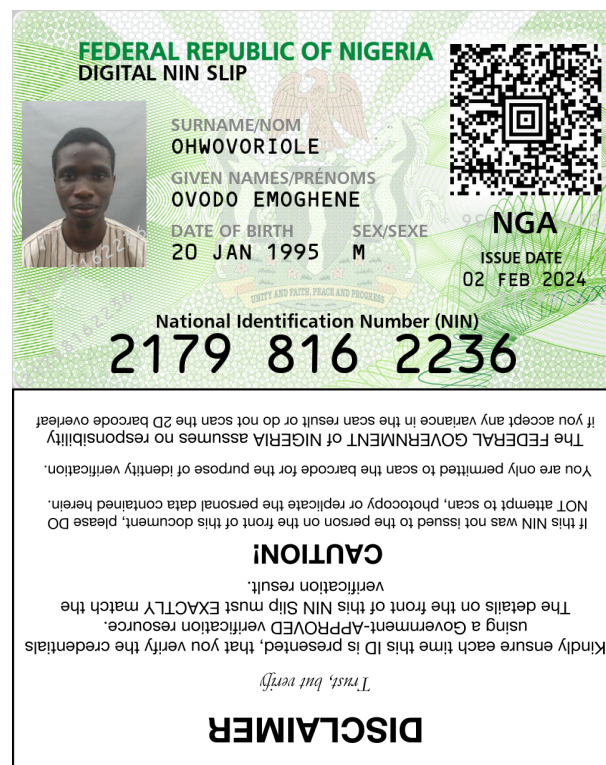 FEDERAL REPUBLIC OF NIGERIA
DIGITAL NIN SLIP
SURNAME/NOM
OHWOVORIOLE
GIVEN NAMES/PRÉNOMS
OVODO EMOGHENE
DATE OF BIRTH SEX/SEXE
20 JAN 1995 M
NGA
ISSUE DATE
02 FEB 2024
UNITY AND FAITH, PEACE AND PROGRESS
National Identification Number (NIN)
2179 816 2236
DISCLAIMER
Trust, but verify
Kindly ensure each time this ID is presented, that you verify the credentials
using a Government-APPROVED verification resource.
The details on the front of this NIN Slip must EXACTLY match the
verification result.
CAUTION!
If this NIN was not issued to the person on the front of this document, please DO
NOT attempt to scan, photocopy or replicate the personal data contained herein.
You are only permitted to scan the barcode for the purpose of identity verification.
The FEDERAL GOVERNMENT of NIGERIA assumes no responsibility
if you accept any variance in the scan result or do not scan the 2D barcode overleaf